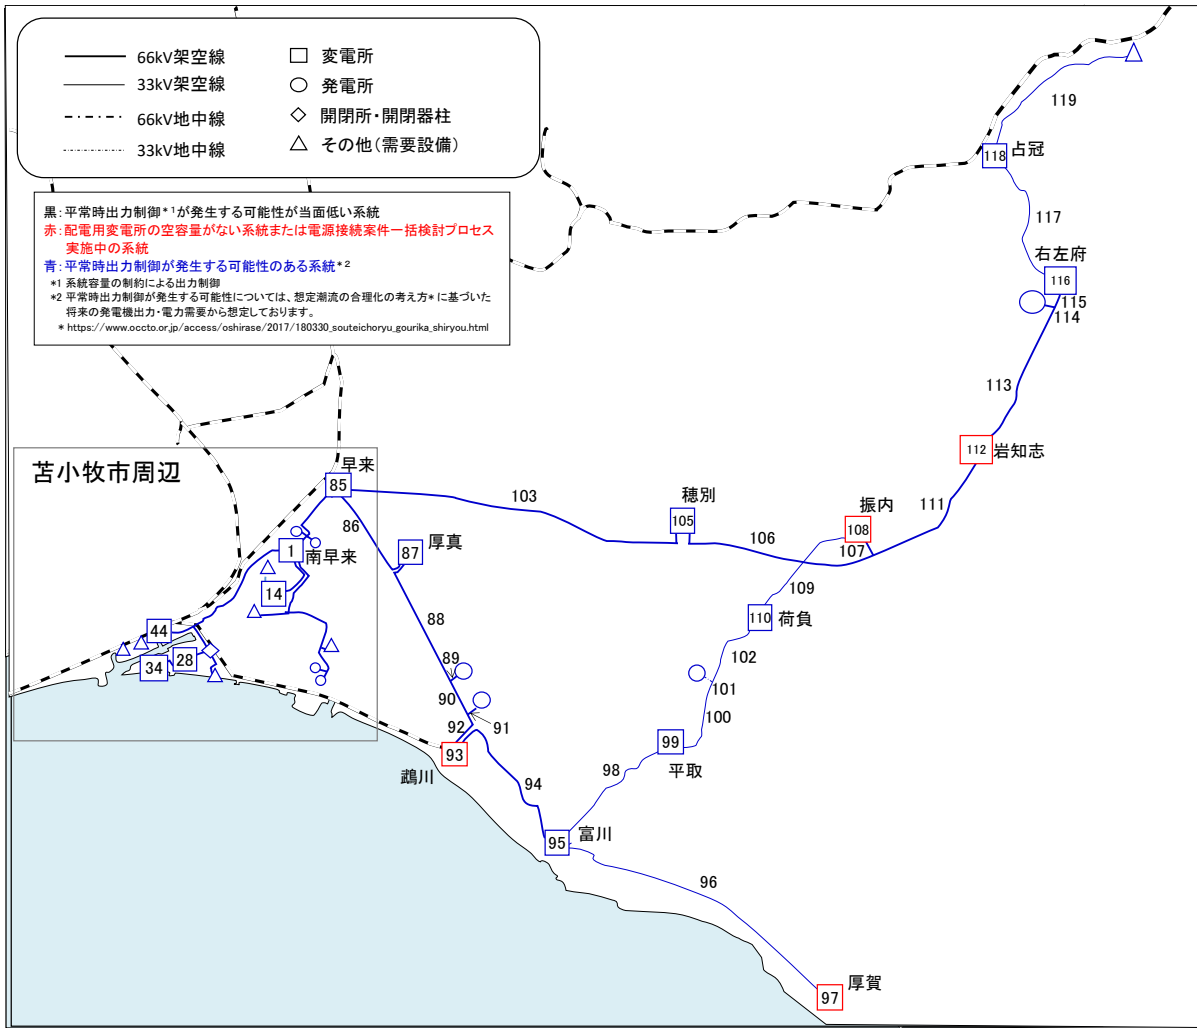 66kV架空線
33kV架空線
66kV地中線
33kV地中線
変電所
発電所
開閉所・開閉器柱
その他(需要設備)
黒:平常時出力制御*1が発生する可能性が当面低い系統
赤:配電用変電所の空容量がない系統または電源接続案件一括検討プロセス
実施中の系統
青:平常時出力制御が発生する可能性のある系統*2
*1 系統容量の制約による出力制御
*2 平常時出力制御が発生する可能性については、想定潮流の合理化の考え方* に基づいた
将来の発電機出力・電力需要から想定しております。
* https://www.occto.or.jp/access/oshirase/2017/180330_souteichoryu_gourika_shiryou.html
119
118
占冠
117
右左府
116
115
114
113
112
岩知志
111
苫小牧市周辺
早来
85
103
穂別
105
106
振内
108
107
86
87
厚真
1
南早来
14
109
110
荷負
88
44
28
34
102
89
101
90
100
91
92
93
鵡川
99
平取
98
94
95
富川
96
97
厚賀